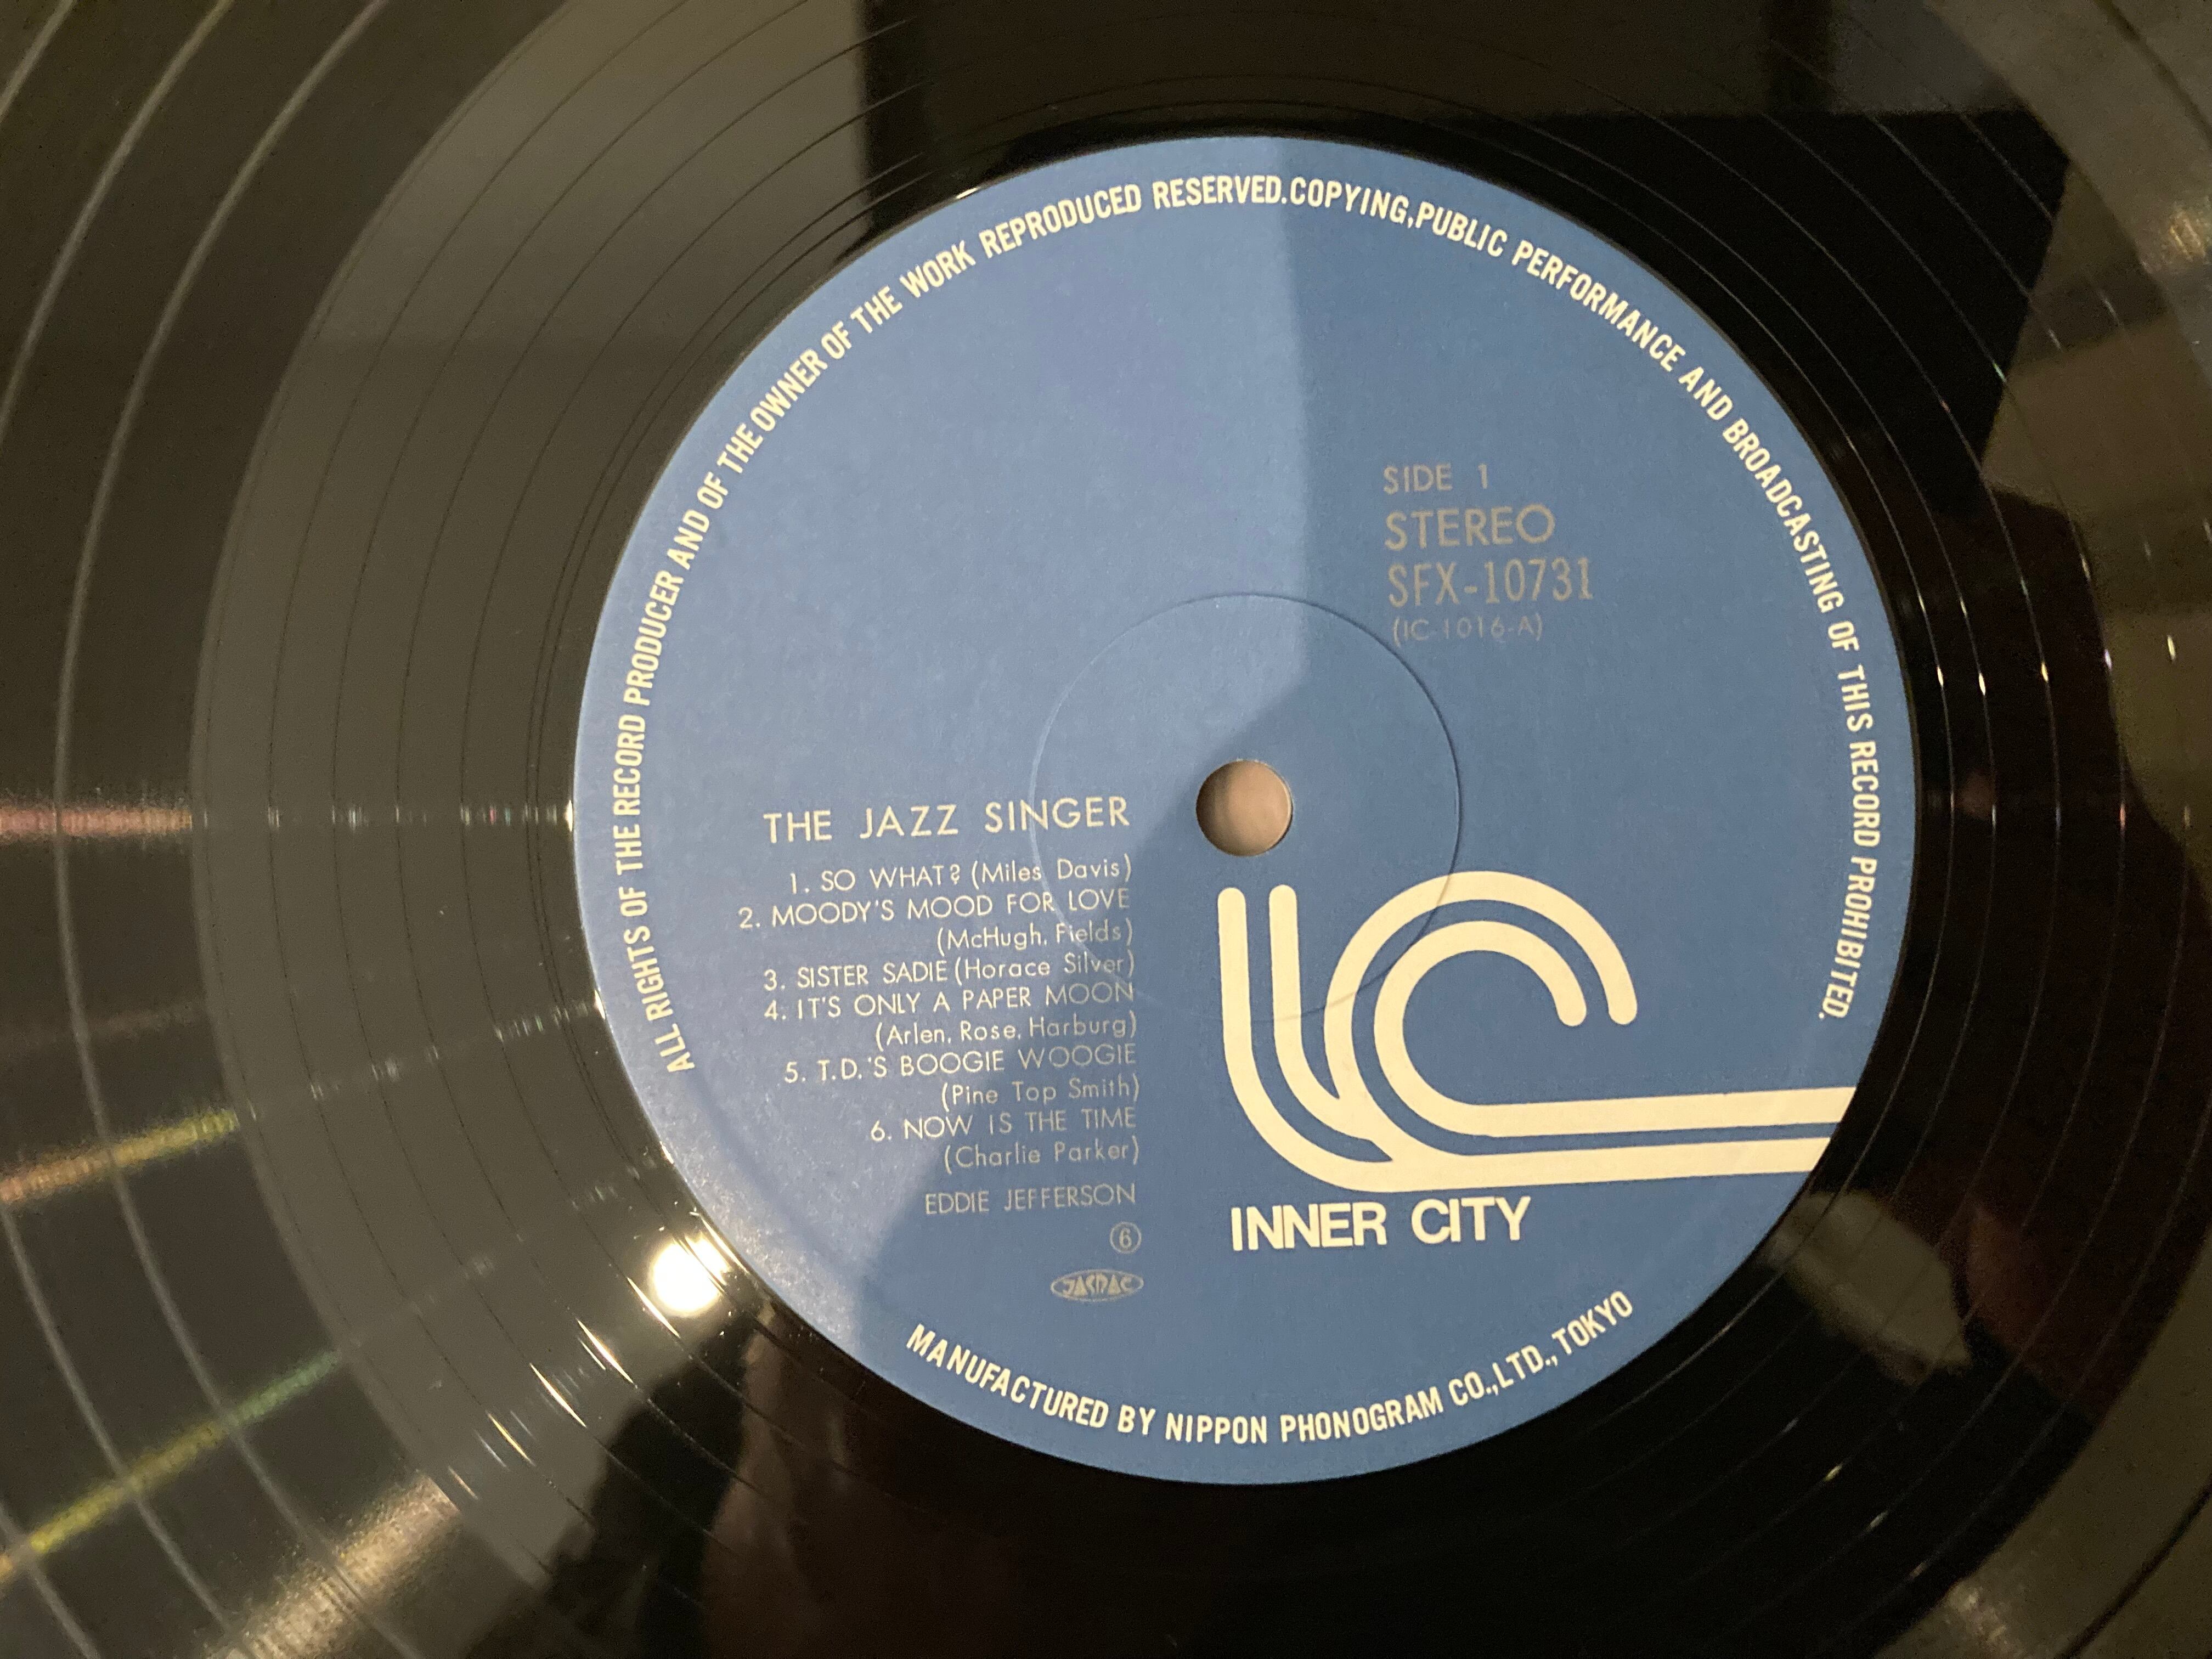 ALL RIGHTS OF THE RECORD PRODUCER AND OF THE OWNER OF THE WORK REPRODUCED RESERVED.COPYING,PUBLIC PERFORMANCE AND BROADCASTING OF THIS RECORD PROHIBITED.
SIDE 1
STEREO
SFX-10731
(IC-1016-A)
THE JAZZ SINGER
1. SO WHAT? (Miles Davis)
2. MOODY'S MOOD FOR LOVE
(McHugh, Fields)
3. SISTER SADIE (Horace Silver)
4. IT'S ONLY A PAPER MOON
(Arlen, Rose, Harburg)
5. T.D.'S BOOGIE WOOGIE
(Pine Top Smith)
6. NOW IS THE TIME
(Charlie Parker)
EDDIE JEFFERSON
⑥
JASRAC
IC
INNER CITY
MANUFACTURED BY NIPPON PHONOGRAM CO.,LTD.,TOKYO